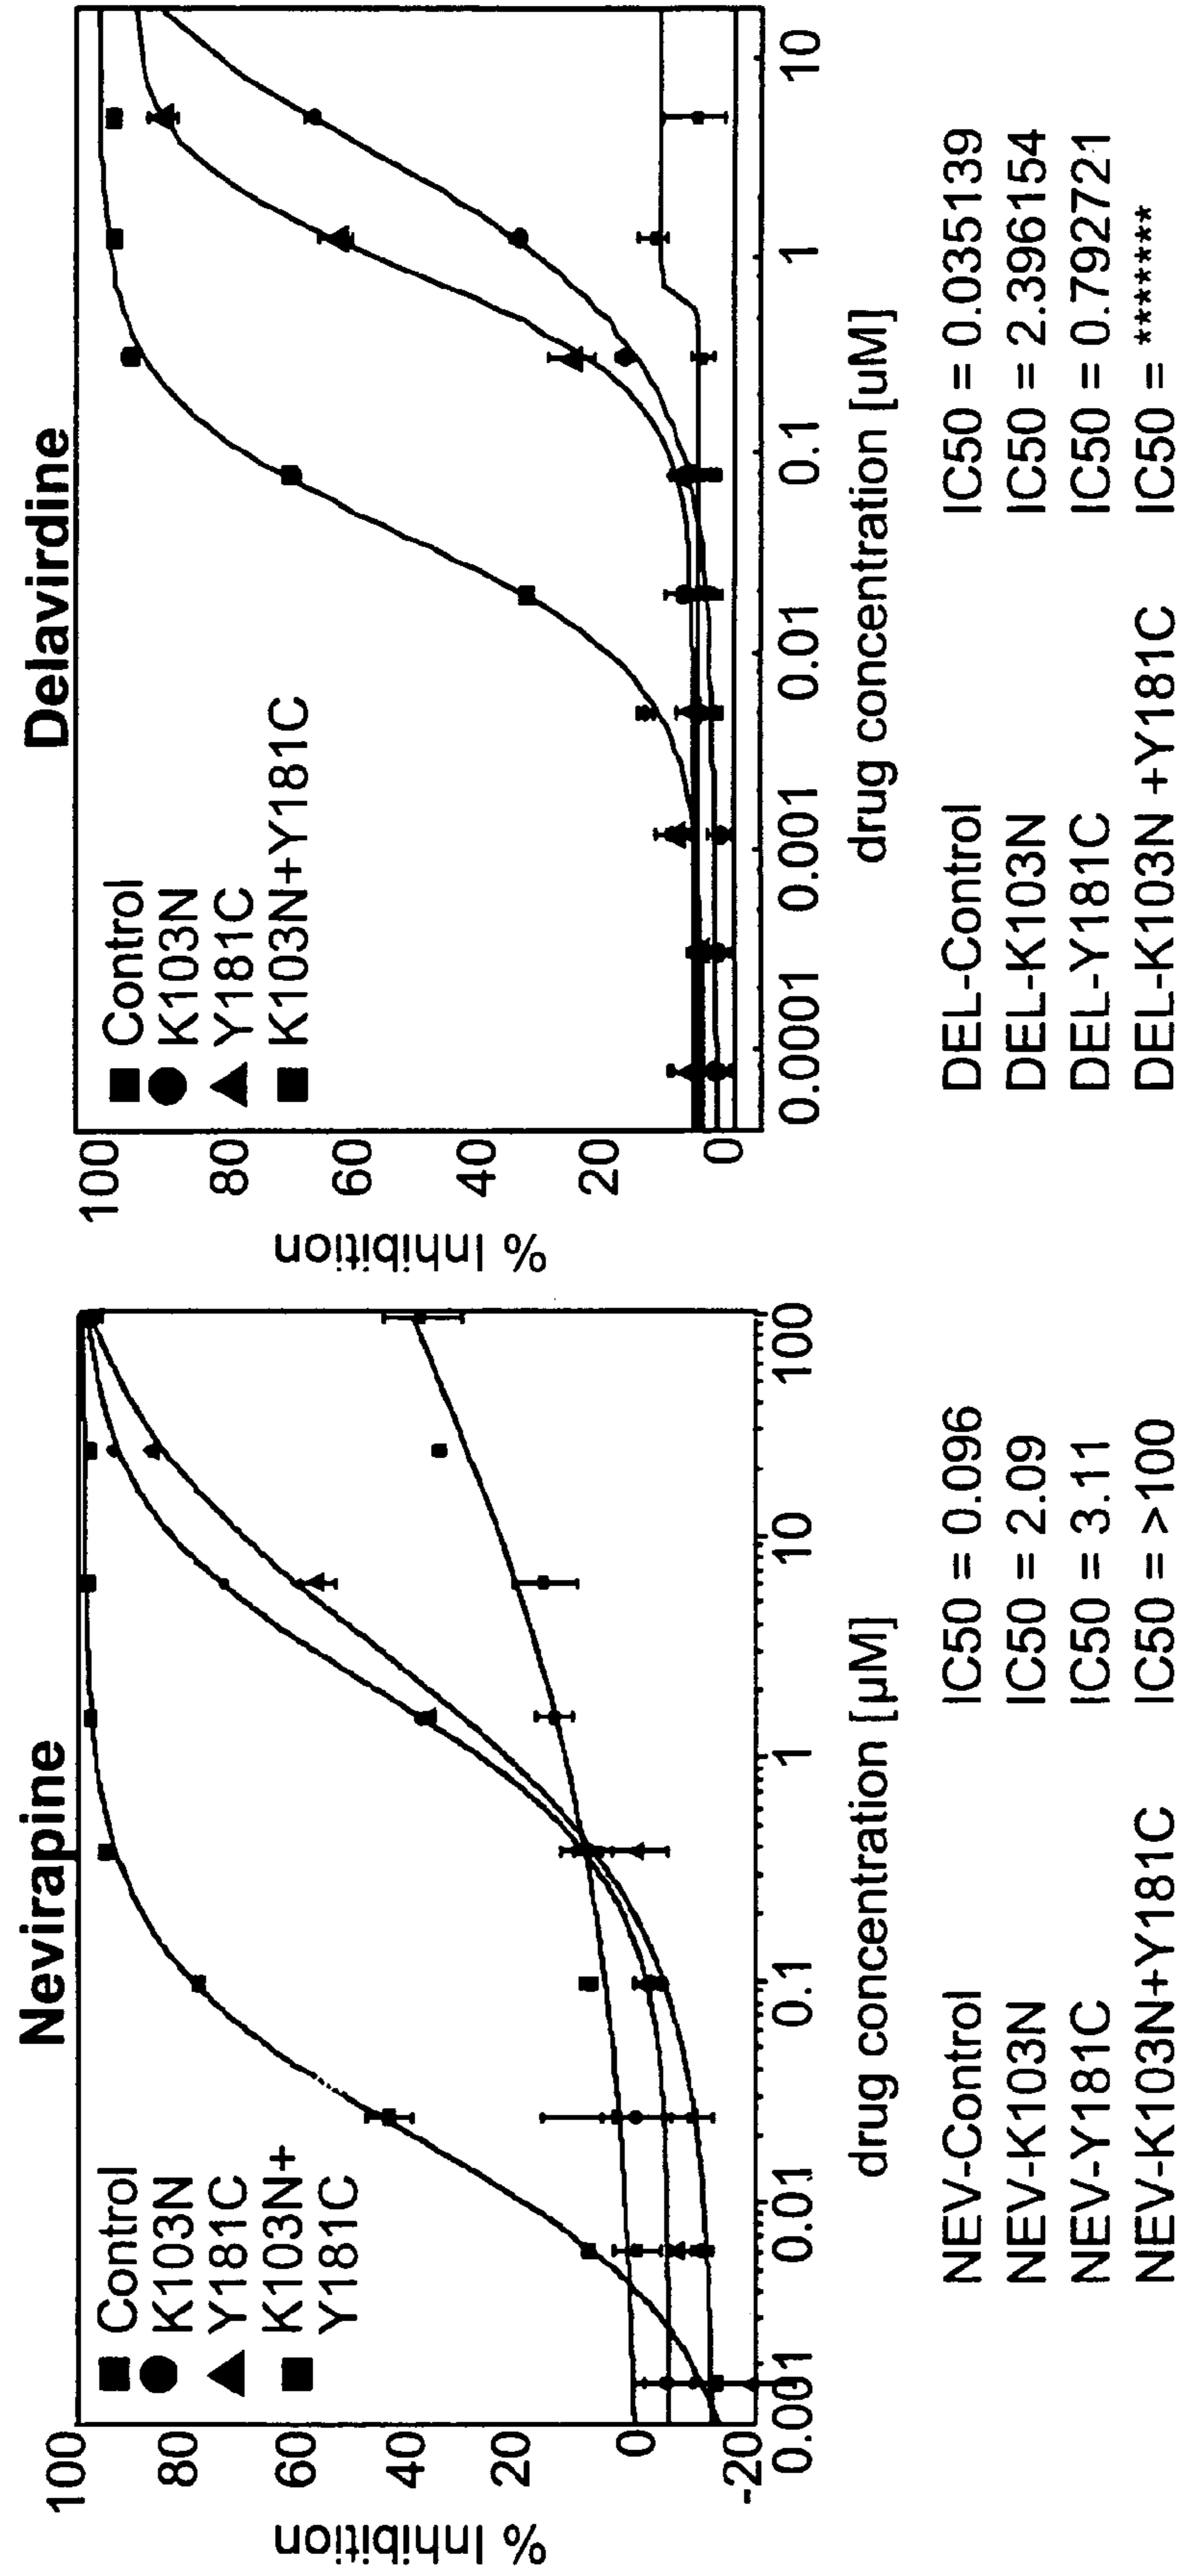 Nevirapine
% Inhibition
100
80
60
40
20
0
-20
Control
K103N
Y181C
K103N+
Y181C
0.001
0.01
0.1
1
10
100
drug concentration [µM]
NEV-Control IC50 = 0.096
NEV-K103N IC50 = 2.09
NEV-Y181C IC50 = 3.11
NEV-K103N+Y181C IC50 = >100
Delavirdine
% Inhibition
100
80
60
40
20
0
Control
K103N
Y181C
K103N+Y181C
0.0001
0.001
0.01
0.1
1
10
drug concentration [uM]
DEL-Control IC50 = 0.035139
DEL-K103N IC50 = 2.396154
DEL-Y181C IC50 = 0.792721
DEL-K103N +Y181C IC50 = *******